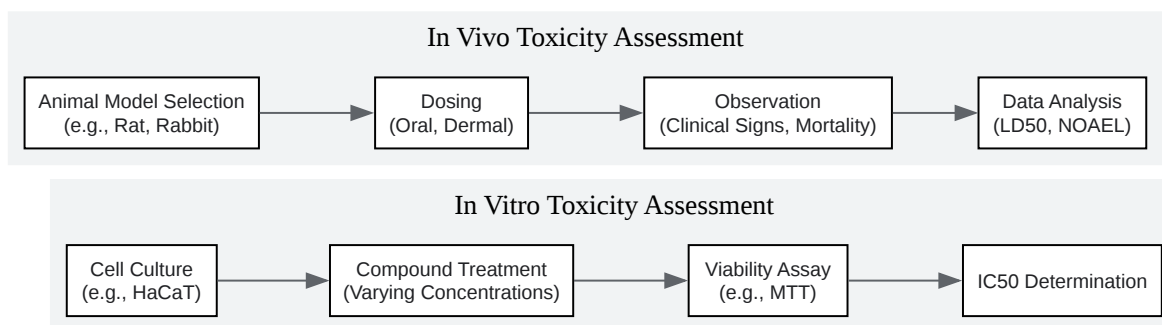 In Vivo Toxicity Assessment
Animal Model Selection
(e.g., Rat, Rabbit)
Dosing
(Oral, Dermal)
Observation
(Clinical Signs, Mortality)
Data Analysis
(LD50, NOAEL)
In Vitro Toxicity Assessment
Cell Culture
(e.g., HaCaT)
Compound Treatment
(Varying Concentrations)
Viability Assay
(e.g., MTT)
IC50 Determination